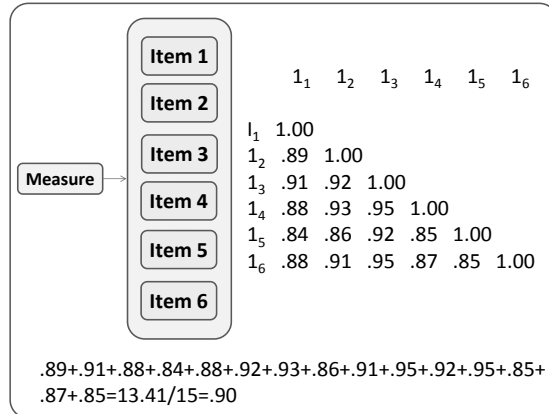 Item 1
Item 2
Item 3
Item 4
Item 5
Item 6
Measure
1₁ 1₂ 1₃ 1₄ 1₅ 1₆
I₁ 1.00
1₂ .89 1.00
1₃ .91 .92 1.00
1₄ .88 .93 .95 1.00
1₅ .84 .86 .92 .85 1.00
1₆ .88 .91 .95 .87 .85 1.00
.89+.91+.88+.84+.88+.92+.93+.86+.91+.95+.92+.95+.85+
.87+.85=13.41/15=.90